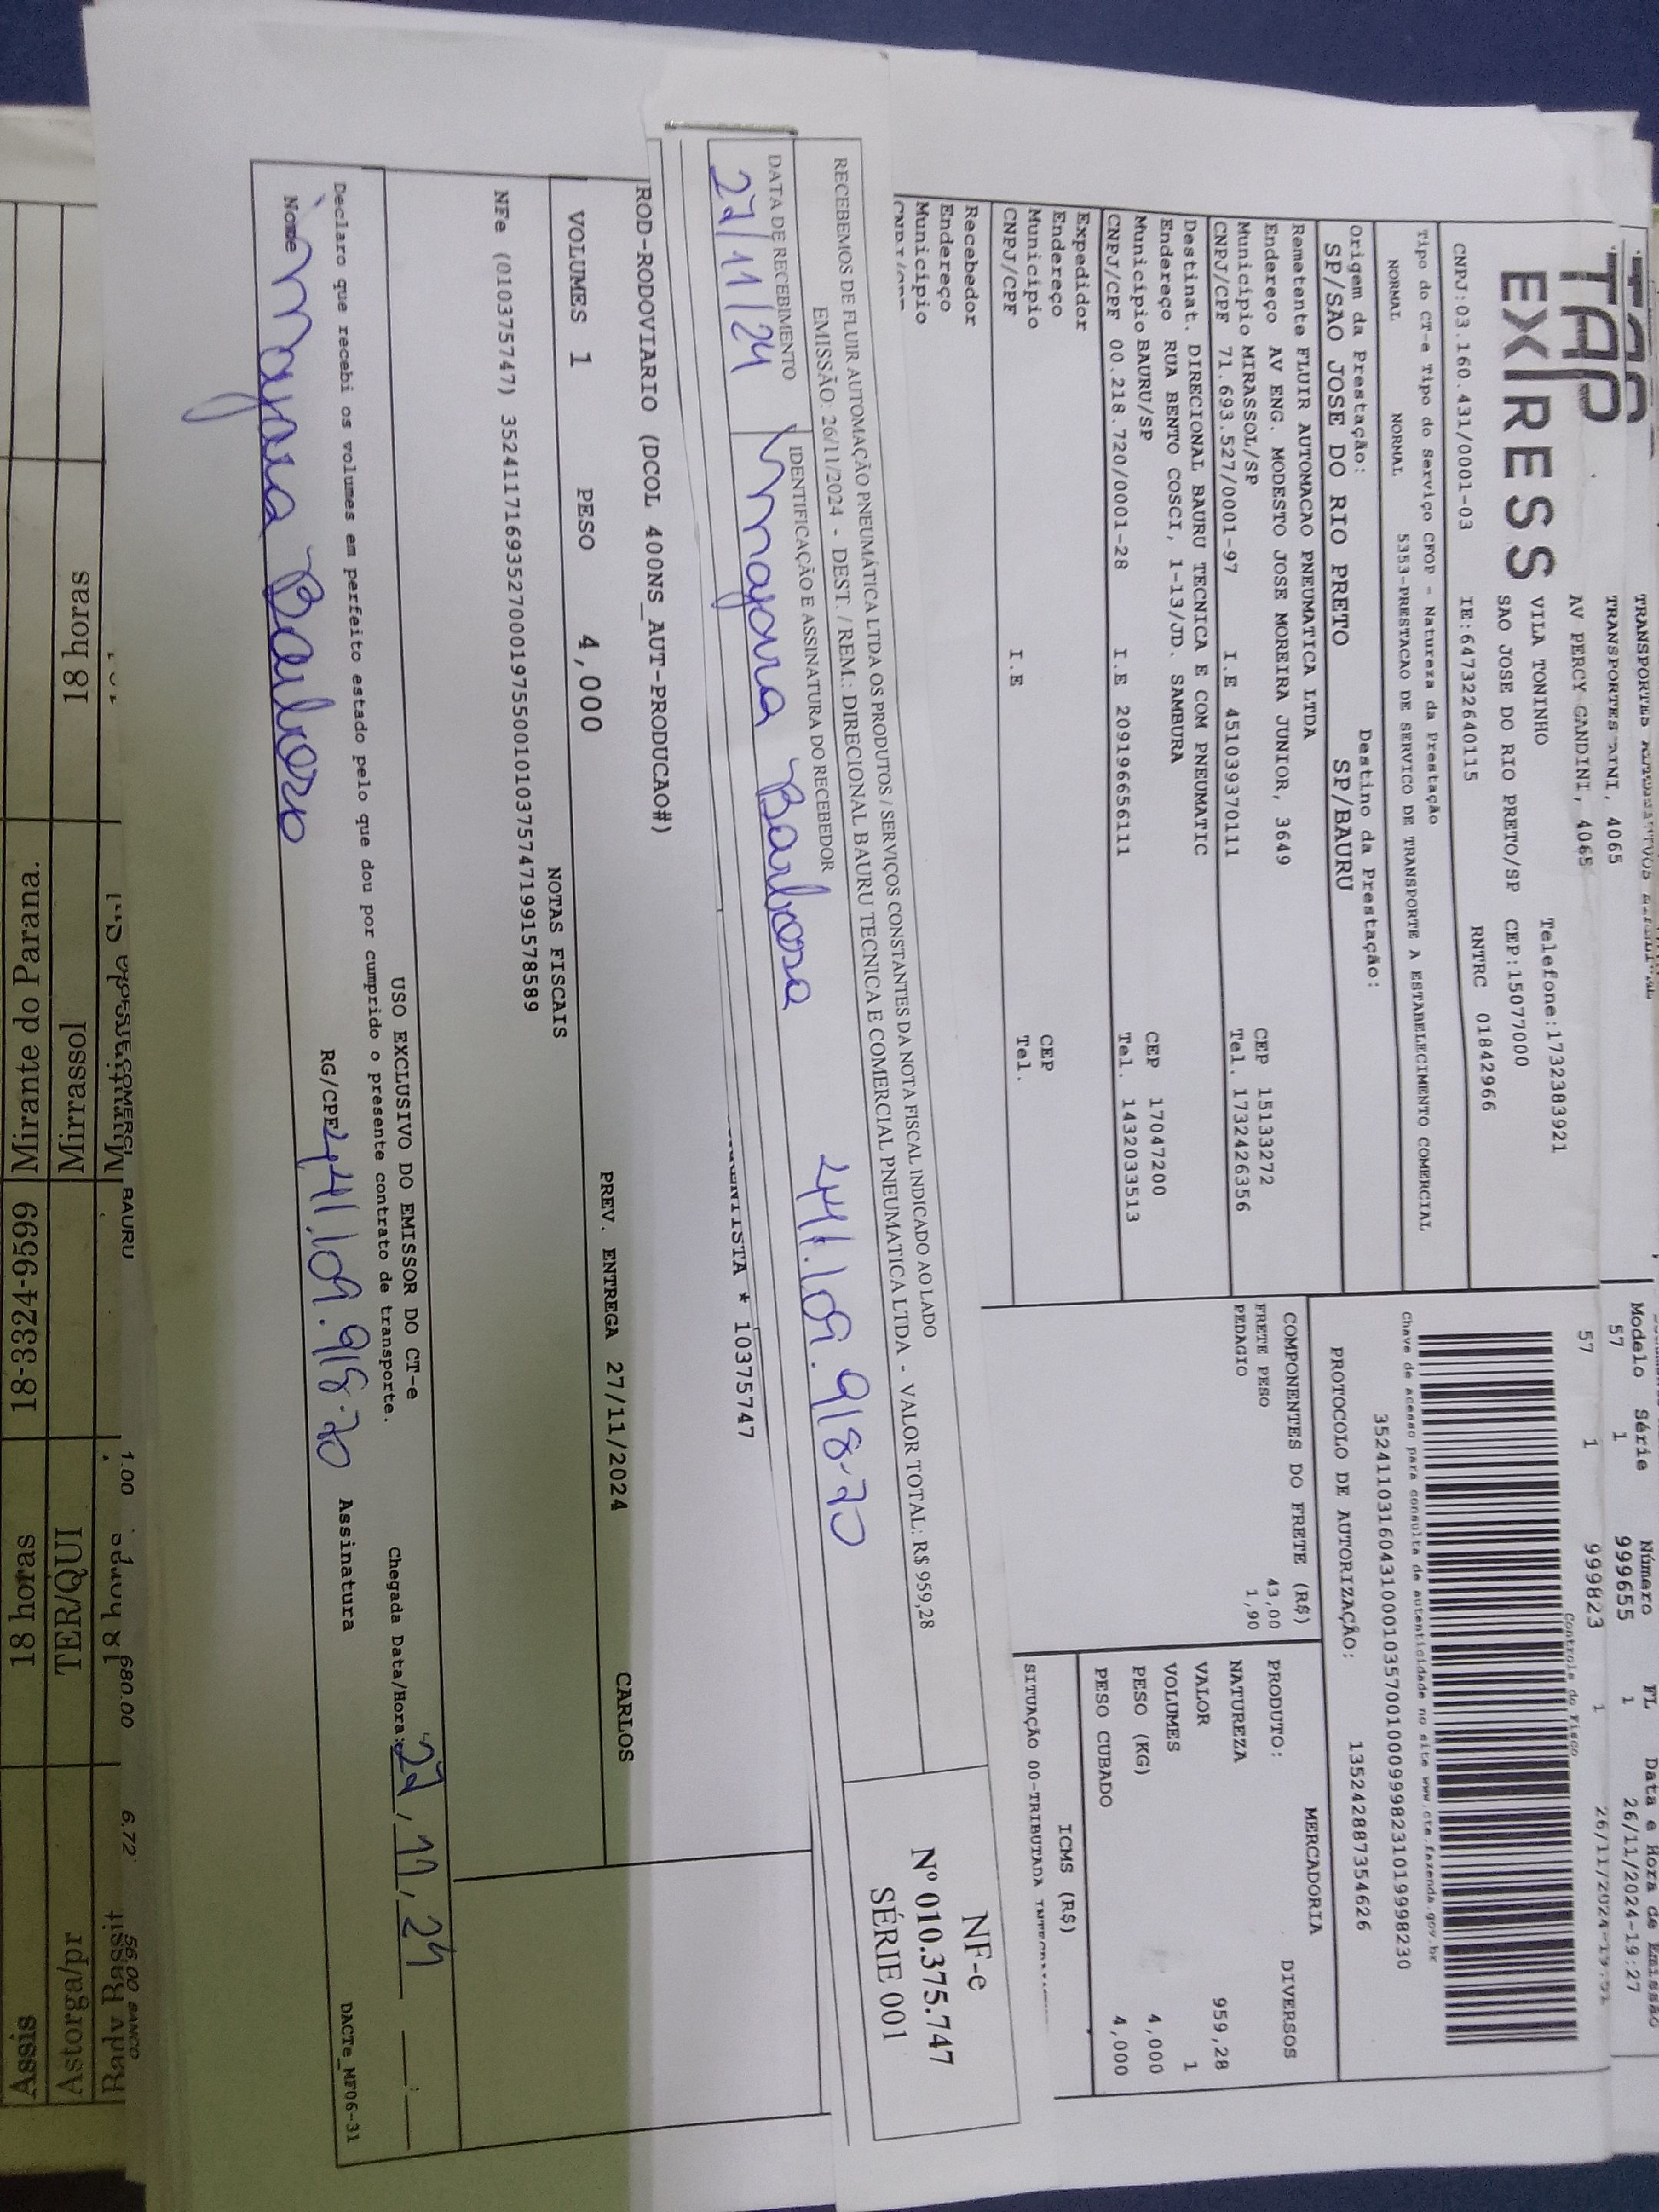 Modelo Série Número FL Data e Hora de Emissão
57 1 999655 1 26/11/2024-19:27
TRANSPORTES
AV PERCY GANDINI, 4065
57 1 999823 1
TAP
EXPRESS
VILA TONINHO Telefone:1732383921
SAO JOSE DO RIO PRETO/SP CEP:15077000
CNPJ:03.160.431/0001-03 IE:647322640115 RNTRC 01842966
Controle do Fisco
Chave de acesso para consulta de autenticidade no site www.cte.fazenda.gov.br
35241103160431000103570010009998231019998230
PROTOCOLO DE AUTORIZAÇÃO: 135242887354626
Tipo do CT-e Tipo do Serviço CFOP - Natureza da Prestação
NORMAL NORMAL 5353-PRESTACAO DE SERVICO DE TRANSPORTE A ESTABELECIMENTO COMERCIAL
Origem da Prestação: Destino da Prestação:
SP/SAO JOSE DO RIO PRETO SP/BAURU
Remetente FLUIR AUTOMACAO PNEUMATICA LTDA
Endereço AV ENG. MODESTO JOSE MOREIRA JUNIOR, 3649
Município MIRASSOL/SP CEP 15133272
CNPJ/CPF 71.693.527/0001-97 I.E 451039370111 Tel. 1732426356
Destinat. DIRECIONAL BAURU TECNICA E COM PNEUMATIC
Endereço RUA BENTO COSCI, 1-13/JD. SAMBURA
Município BAURU/SP CEP 17047200
CNPJ/CPF 00.218.720/0001-28 I.E 209196656111 Tel. 1432033513
Expedidor
Endereço
Município CEP
CNPJ/CPF I.E Tel.
Recebedor
Endereço
Município
COMPONENTES DO FRETE (R$)
FRETE PESO 43,00
PEDAGIO 1,90
MERCADORIA
PRODUTO: DIVERSOS
NATUREZA
VALOR 959,28
VOLUMES 1
PESO (KG) 4,000
PESO CUBADO 4,000
ICMS (R$)
SITUAÇÃO 00-TRIBUTADA
RECEBEMOS DE FLUIR AUTOMAÇÃO PNEUMÁTICA LTDA OS PRODUTOS / SERVIÇOS CONSTANTES DA NOTA FISCAL INDICADO AO LADO
EMISSÃO: 26/11/2024 - DEST. / REM.: DIRECIONAL BAURU TECNICA E COMERCIAL PNEUMATICA LTDA - VALOR TOTAL: R$ 959,28
DATA DE RECEBIMENTO IDENTIFICAÇÃO E ASSINATURA DO RECEBEDOR
27/11/24 Mayara Barbosa 441.109.918-70
NF-e
Nº 010.375.747
SÉRIE 001
* 10375747
ROD-RODOVIARIO (DCOL 400NS_AUT-PRODUCAO#)
VOLUMES 1 PESO 4,000 PREV. ENTREGA 27/11/2024 CARLOS
NOTAS FISCAIS
NFe (010375747) 35241171693527000197550010103757471991578589
USO EXCLUSIVO DO EMISSOR DO CT-e
Declaro que recebi os volumes em perfeito estado pelo que dou por cumprido o presente contrato de transporte.
Chegada Data/Hora: 27/11/24
Nome Mayara Barbosa RG/CPF 441.109.918-70 Assinatura
DACTe_MF06-31
BAURU 1.00 680.00 6,72 56,00 BANCO
18 horas
18 horas Mirrassol TER/QUI Astorga/pr
Mirante do Parana. 18-3324-9599 18 horas Assis